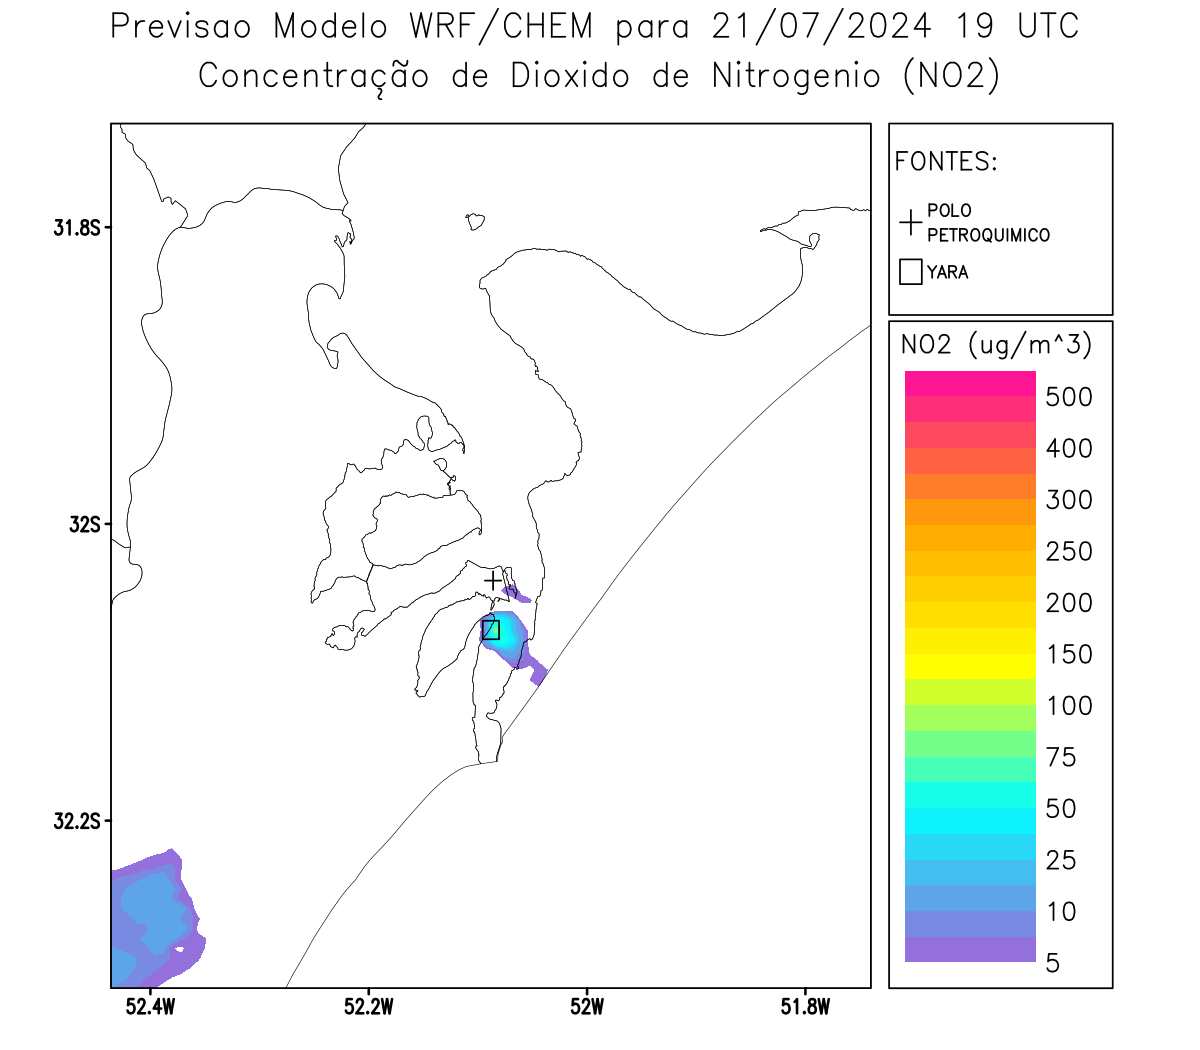 Previsao Modelo WRF/CHEM para 21/07/2024 19 UTC
Concentração de Dioxido de Nitrogenio (NO2)
FONTES:
POLO
PETROQUIMICO
YARA
NO2 (ug/m^3)
500
400
300
250
200
150
100
75
50
25
10
5
31.8S
32S
32.2S
52.4W
52.2W
52W
51.8W